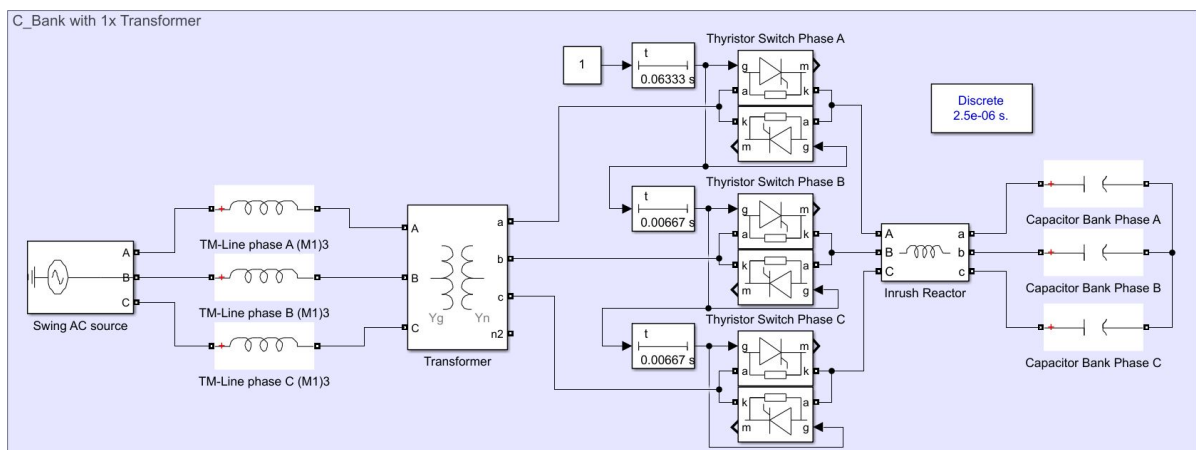 C_Bank with 1x Transformer
Thyristor Switch Phase A
1
t
0.06333 s
g
m
a
k
k
a
m
g
Discrete
2.5e-06 s.
Thyristor Switch Phase B
t
0.00667 s
g
m
a
k
k
a
m
g
Thyristor Switch Phase C
t
0.00667 s
g
m
a
k
k
a
m
g
A
B
C
Swing AC source
+
TM-Line phase A (M1)3
+
TM-Line phase B (M1)3
+
TM-Line phase C (M1)3
A
B
C
a
b
c
n2
Yg
Yn
Transformer
A
B
C
a
b
c
Inrush Reactor
+
Capacitor Bank Phase A
+
Capacitor Bank Phase B
+
Capacitor Bank Phase C